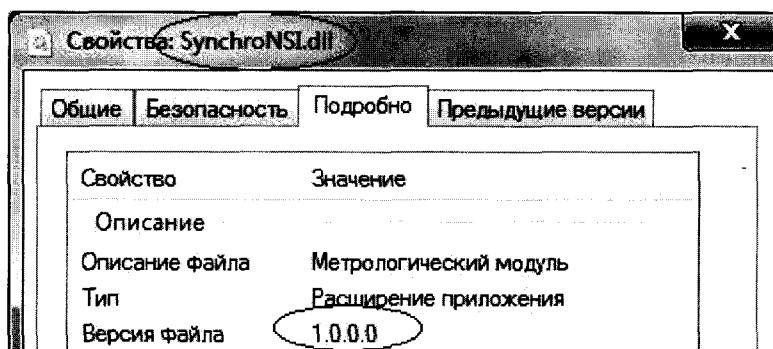 Свойства: SynchroNSI.dll
Общие Безопасность Подробно Предыдущие версии
Свойство Значение
Описание
Описание файла Метрологический модуль
Тип Расширение приложения
Версия файла 1.0.0.0